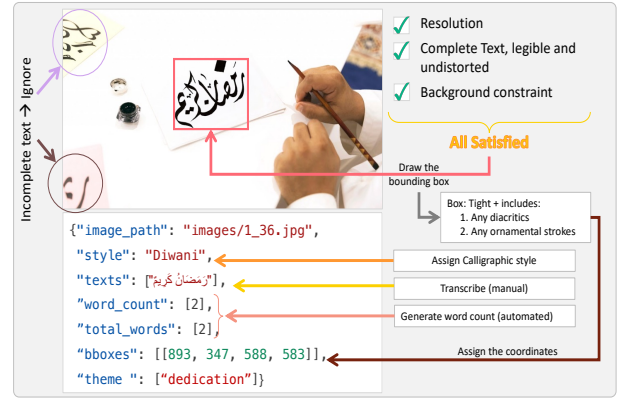 Incomplete text → Ignore
رمضان كريم
Resolution
Complete Text, legible and
undistorted
Background constraint
All Satisfied
Draw the
bounding box
Box: Tight + includes:
1. Any diacritics
2. Any ornamental strokes
{"image_path": "images/1_36.jpg",
"style": "Diwani",
"texts": ["رَمَضَانُ كَرِيمٌ"],
"word_count": [2],
"total_words": [2],
"bboxes": [[893, 347, 588, 583]],
"theme ": ["dedication"]}
Assign Calligraphic style
Transcribe (manual)
Generate word count (automated)
Assign the coordinates